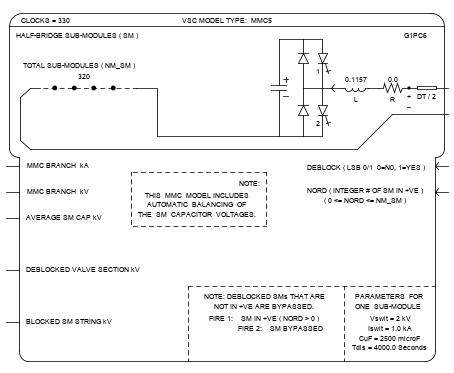 CLOCKS = 330
VSC MODEL TYPE: MMC5
HALF-BRIDGE SUB-MODULES ( SM )
G1PC6
TOTAL SUB-MODULES ( NM_SM )
320
1
2
+
−
0.1157
L
0.0
R
+
−
DT / 2
MMC BRANCH kA
MMC BRANCH kV
AVERAGE SM CAP kV
DEBLOCKED VALVE SECTION kV
BLOCKED SM STRING kV
NOTE:
THIS MMC MODEL INCLUDES
AUTOMATIC BALANCING OF
THE SM CAPACITOR VOLTAGES.
DEBLOCK ( LSB 0/1 0=NO, 1=YES )
NORD ( INTEGER # OF SM IN +VE )
( 0 <= NORD <= NM_SM )
NOTE: DEBLOCKED SMs THAT ARE
NOT IN +VE ARE BYPASSED.
FIRE 1: SM IN +VE ( NORD > 0 )
FIRE 2: SM BYPASSED
PARAMETERS FOR
ONE SUB-MODULE
Vswit = 2 kV
Iswit = 1.0 kA
CuF = 2500 microF
Tdis = 4000.0 Seconds